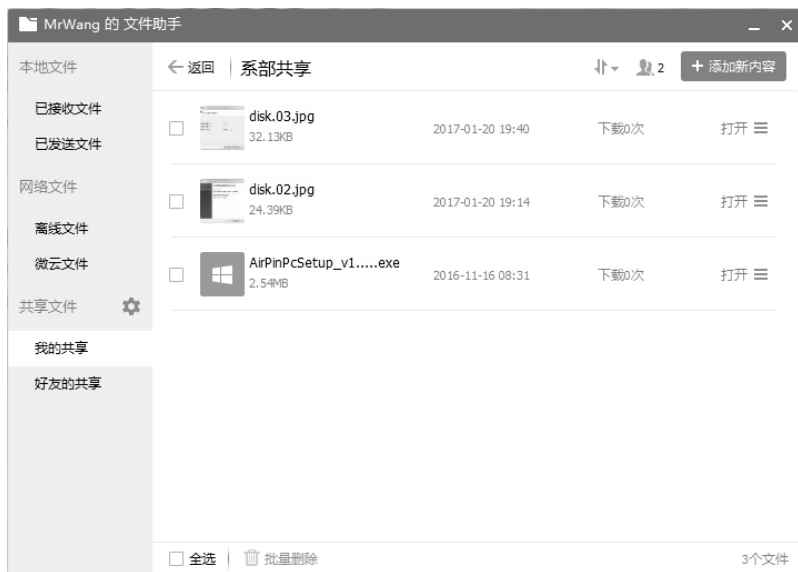 MrWang 的 文件助手
本地文件
已接收文件
已发送文件
网络文件
离线文件
微云文件
共享文件
我的共享
好友的共享
返回 系部共享 2 + 添加新内容
disk.03.jpg
32.13KB
2017-01-20 19:40 下载0次 打开
disk.02.jpg
24.39KB
2017-01-20 19:14 下载0次 打开
AirPinPcSetup_v1.....exe
2.54MB
2016-11-16 08:31 下载0次 打开
全选 批量删除 3个文件